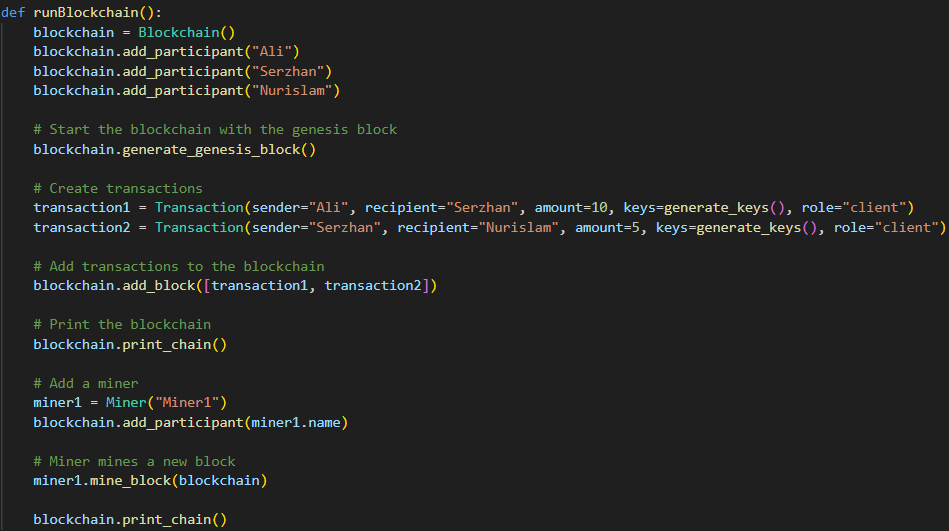 def runBlockchain():
blockchain = Blockchain()
blockchain.add_participant("Ali")
blockchain.add_participant("Serzhan")
blockchain.add_participant("Nurislam")
# Start the blockchain with the genesis block
blockchain.generate_genesis_block()
# Create transactions
transaction1 = Transaction(sender="Ali", recipient="Serzhan", amount=10, keys=generate_keys(), role="client")
transaction2 = Transaction(sender="Serzhan", recipient="Nurislam", amount=5, keys=generate_keys(), role="client")
# Add transactions to the blockchain
blockchain.add_block([transaction1, transaction2])
# Print the blockchain
blockchain.print_chain()
# Add a miner
miner1 = Miner("Miner1")
blockchain.add_participant(miner1.name)
# Miner mines a new block
miner1.mine_block(blockchain)
blockchain.print_chain()